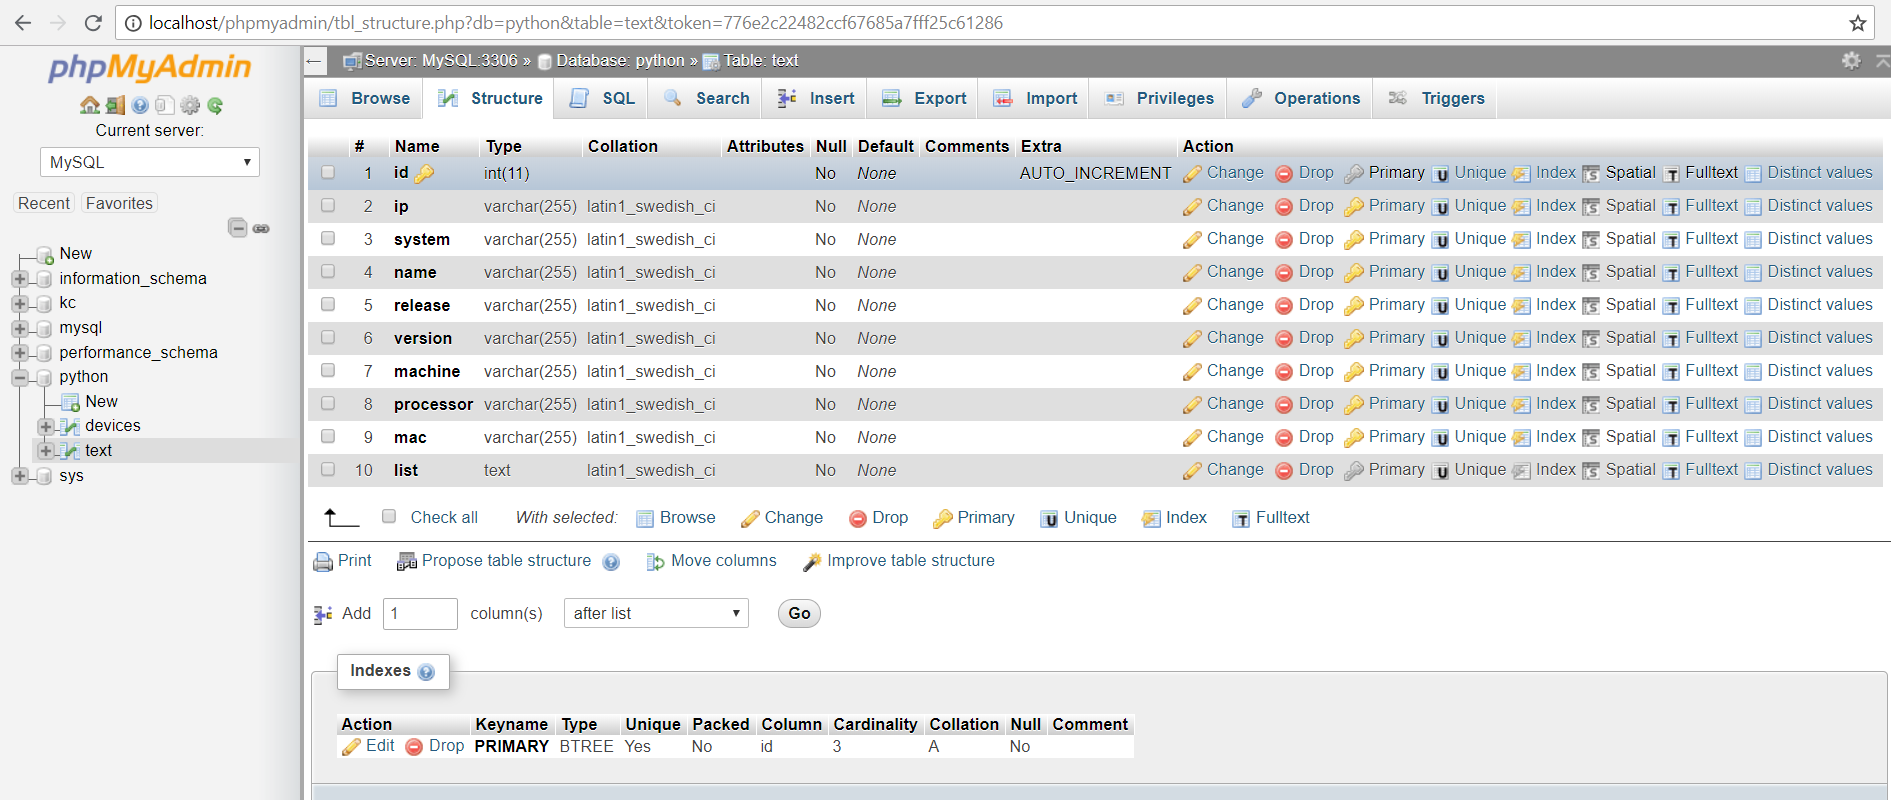 localhost/phpmyadmin/tbl_structure.php?db=python&table=text&token=776e2c22482ccf67685a7fff25c61286
phpMyAdmin
Current server:
MySQL
Recent Favorites
New
information_schema
kc
mysql
performance_schema
python
New
devices
text
sys
Server: MySQL:3306 » Database: python » Table: text
Browse Structure SQL Search Insert Export Import Privileges Operations Triggers
# Name Type Collation Attributes Null Default Comments Extra Action
1 id int(11) No None AUTO_INCREMENT Change Drop Primary Unique Index Spatial Fulltext Distinct values
2 ip varchar(255) latin1_swedish_ci No None Change Drop Primary Unique Index Spatial Fulltext Distinct values
3 system varchar(255) latin1_swedish_ci No None Change Drop Primary Unique Index Spatial Fulltext Distinct values
4 name varchar(255) latin1_swedish_ci No None Change Drop Primary Unique Index Spatial Fulltext Distinct values
5 release varchar(255) latin1_swedish_ci No None Change Drop Primary Unique Index Spatial Fulltext Distinct values
6 version varchar(255) latin1_swedish_ci No None Change Drop Primary Unique Index Spatial Fulltext Distinct values
7 machine varchar(255) latin1_swedish_ci No None Change Drop Primary Unique Index Spatial Fulltext Distinct values
8 processor varchar(255) latin1_swedish_ci No None Change Drop Primary Unique Index Spatial Fulltext Distinct values
9 mac varchar(255) latin1_swedish_ci No None Change Drop Primary Unique Index Spatial Fulltext Distinct values
10 list text latin1_swedish_ci No None Change Drop Primary Unique Index Spatial Fulltext Distinct values
Check all With selected: Browse Change Drop Primary Unique Index Fulltext
Print Propose table structure Move columns Improve table structure
Add 1 column(s) after list Go
Indexes
Action Keyname Type Unique Packed Column Cardinality Collation Null Comment
Edit Drop PRIMARY BTREE Yes No id 3 A No